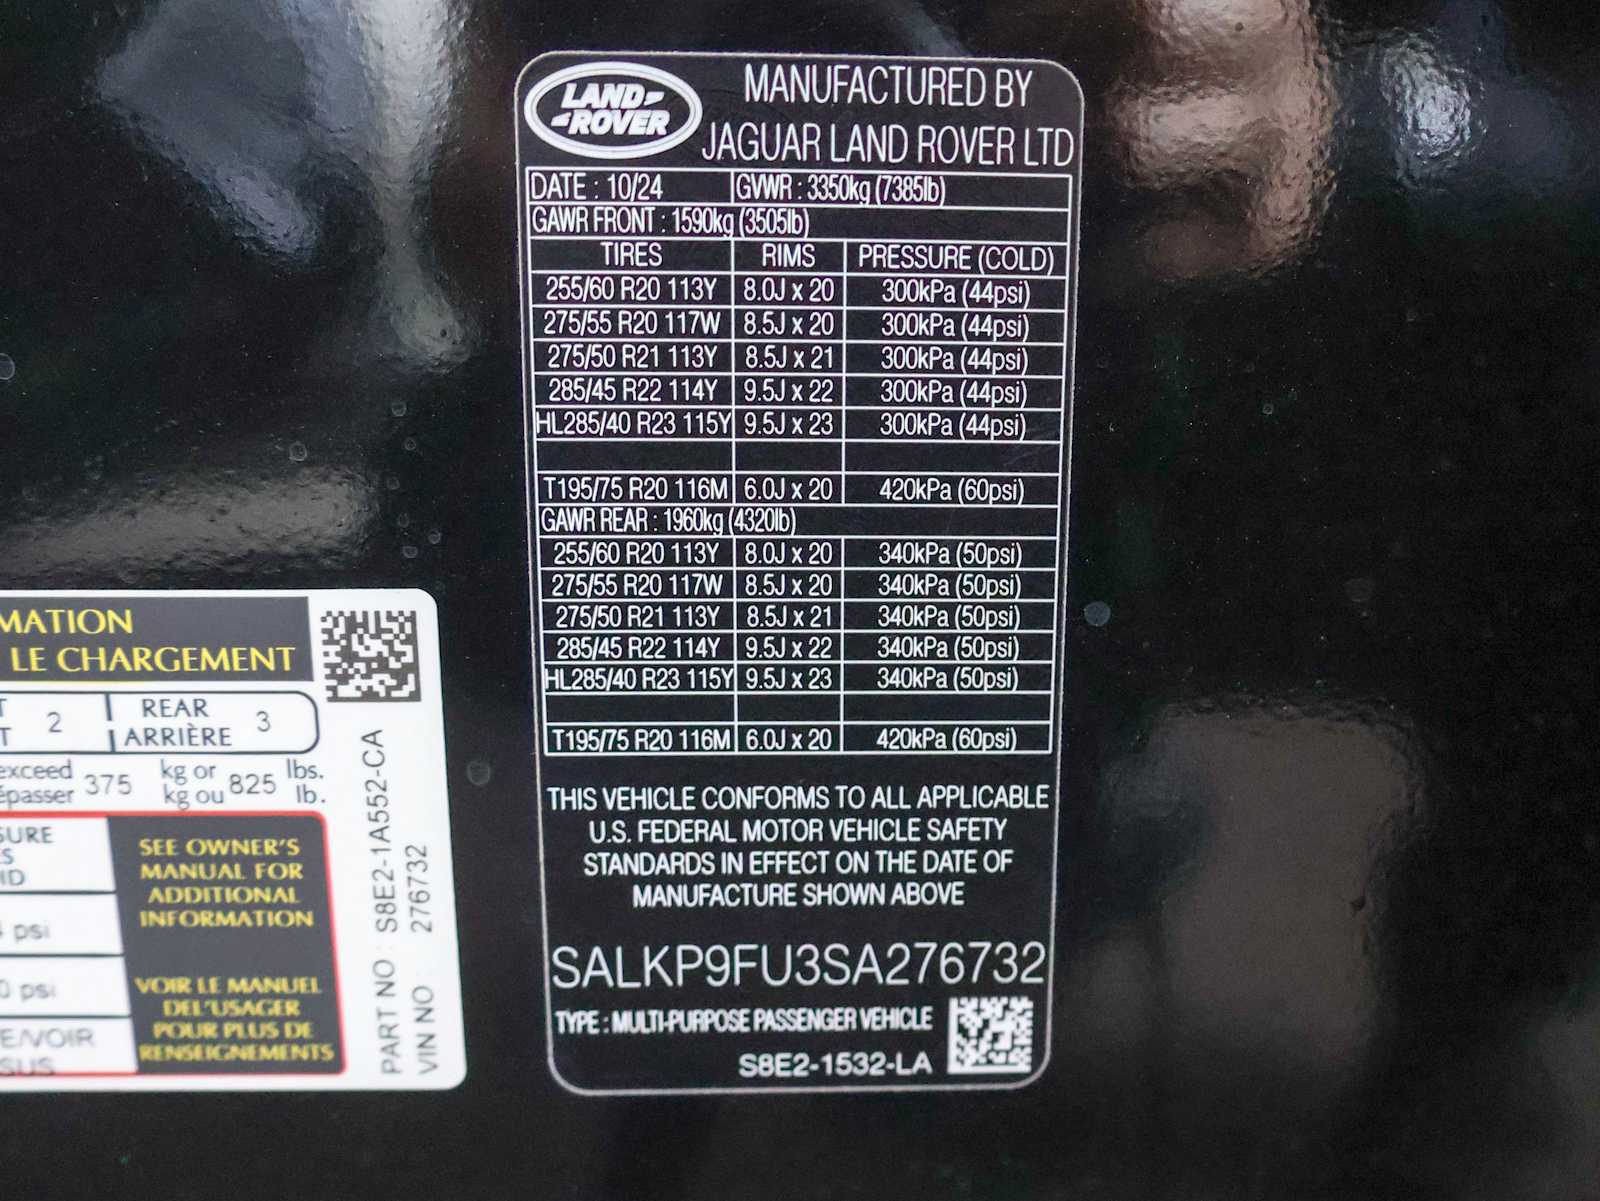 LAND-
-ROVER
MANUFACTURED BY
JAGUAR LAND ROVER LTD
DATE : 10/24 GVWR : 3350kg (7385lb)
GAWR FRONT : 1590kg (3505lb)
TIRES RIMS PRESSURE (COLD)
255/60 R20 113Y 8.0J x 20 300kPa (44psi)
275/55 R20 117W 8.5J x 20 300kPa (44psi)
275/50 R21 113Y 8.5J x 21 300kPa (44psi)
285/45 R22 114Y 9.5J x 22 300kPa (44psi)
HL285/40 R23 115Y 9.5J x 23 300kPa (44psi)
T195/75 R20 116M 6.0J x 20 420kPa (60psi)
GAWR REAR : 1960kg (4320lb)
255/60 R20 113Y 8.0J x 20 340kPa (50psi)
275/55 R20 117W 8.5J x 20 340kPa (50psi)
275/50 R21 113Y 8.5J x 21 340kPa (50psi)
285/45 R22 114Y 9.5J x 22 340kPa (50psi)
HL285/40 R23 115Y 9.5J x 23 340kPa (50psi)
T195/75 R20 116M 6.0J x 20 420kPa (60psi)
THIS VEHICLE CONFORMS TO ALL APPLICABLE
U.S. FEDERAL MOTOR VEHICLE SAFETY
STANDARDS IN EFFECT ON THE DATE OF
MANUFACTURE SHOWN ABOVE
SALKP9FU3SA276732
TYPE : MULTI-PURPOSE PASSENGER VEHICLE
S8E2-1532-LA
MATION
LE CHARGEMENT
T 2 REAR 3
T ARRIÈRE
exceed 375 kg or 825 lbs.
épasser kg ou lb.
SURE
ES
ID
psi
0 psi
E/VOIR
SUS
SEE OWNER'S
MANUAL FOR
ADDITIONAL
INFORMATION
VOIR LE MANUEL
DEL'USAGER
POUR PLUS DE
RENSEIGNEMENTS
PART NO : S8E2-1A552-CA
VIN NO : 276732